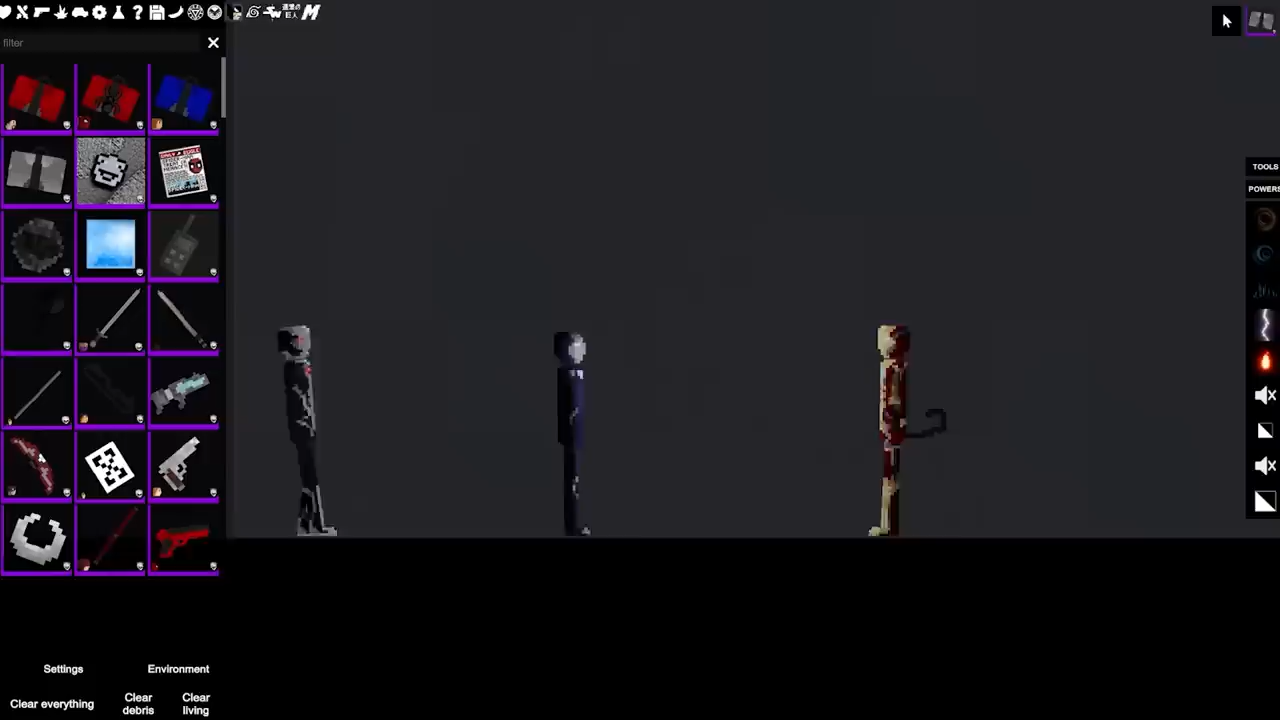 filter
TOOLS
POWERS
Settings
Environment
Clear everything
Clear debris
Clear living